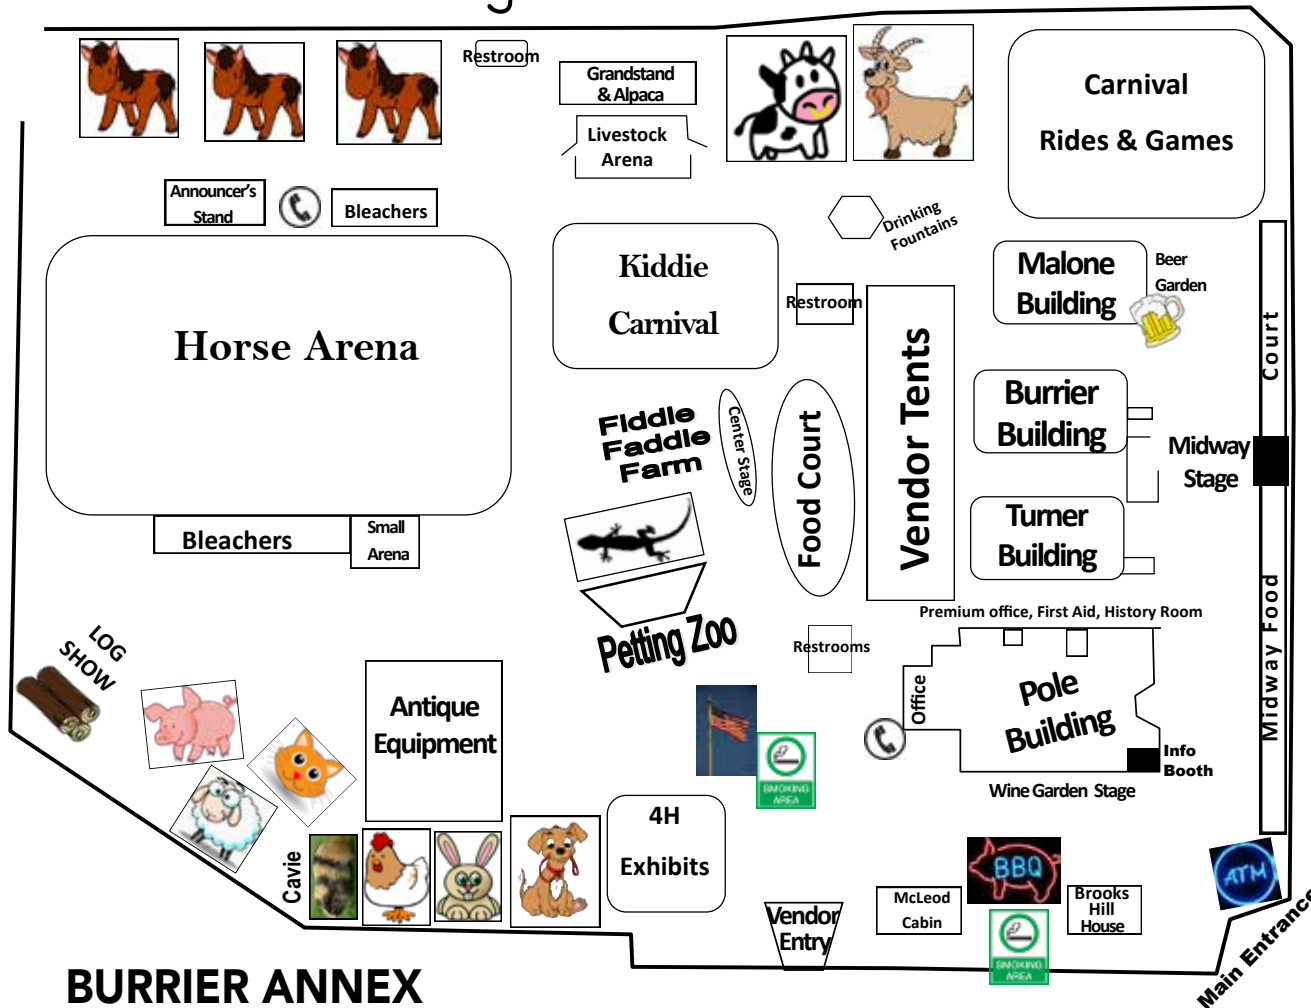 g
Restroom
Grandstand
& Alpaca
Livestock
Arena
Carnival
Rides & Games
Announcer's
Stand
Bleachers
Drinking
Fountains
Kiddie
Carnival
Restroom
Malone
Building
Beer
Garden
Horse Arena
Vendor Tents
Court
Fiddle
Faddle
Farm
Center Stage
Food Court
Burrier
Building
Midway
Stage
Bleachers
Small
Arena
Turner
Building
Premium office, First Aid, History Room
Petting Zoo
Restrooms
LOG
SHOW
Antique
Equipment
Office
Pole
Building
Midway Food
Info
Booth
SMOKING
AREA
Wine Garden Stage
4H
Exhibits
Cavie
BBQ
ATM
McLeod
Cabin
Brooks
Hill
House
Vendor
Entry
SMOKING
AREA
Main Entrance
BURRIER ANNEX